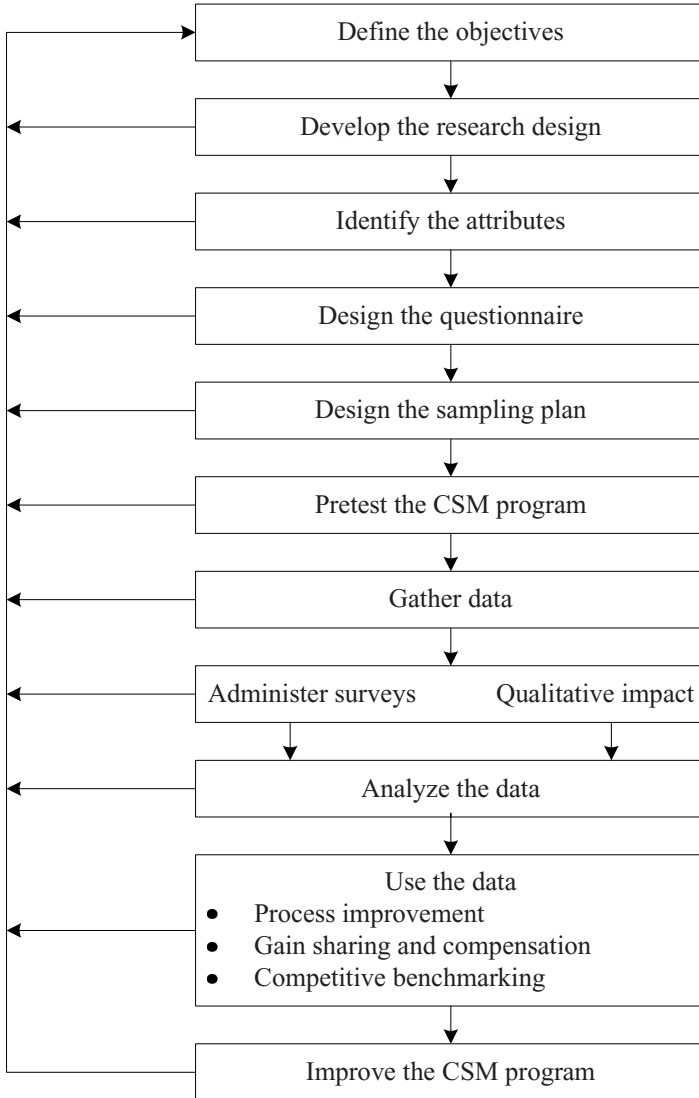 Define the objectives
Develop the research design
Identify the attributes
Design the questionnaire
Design the sampling plan
Pretest the CSM program
Gather data
Administer surveys Qualitative impact
Analyze the data
Use the data
• Process improvement
• Gain sharing and compensation
• Competitive benchmarking
Improve the CSM program